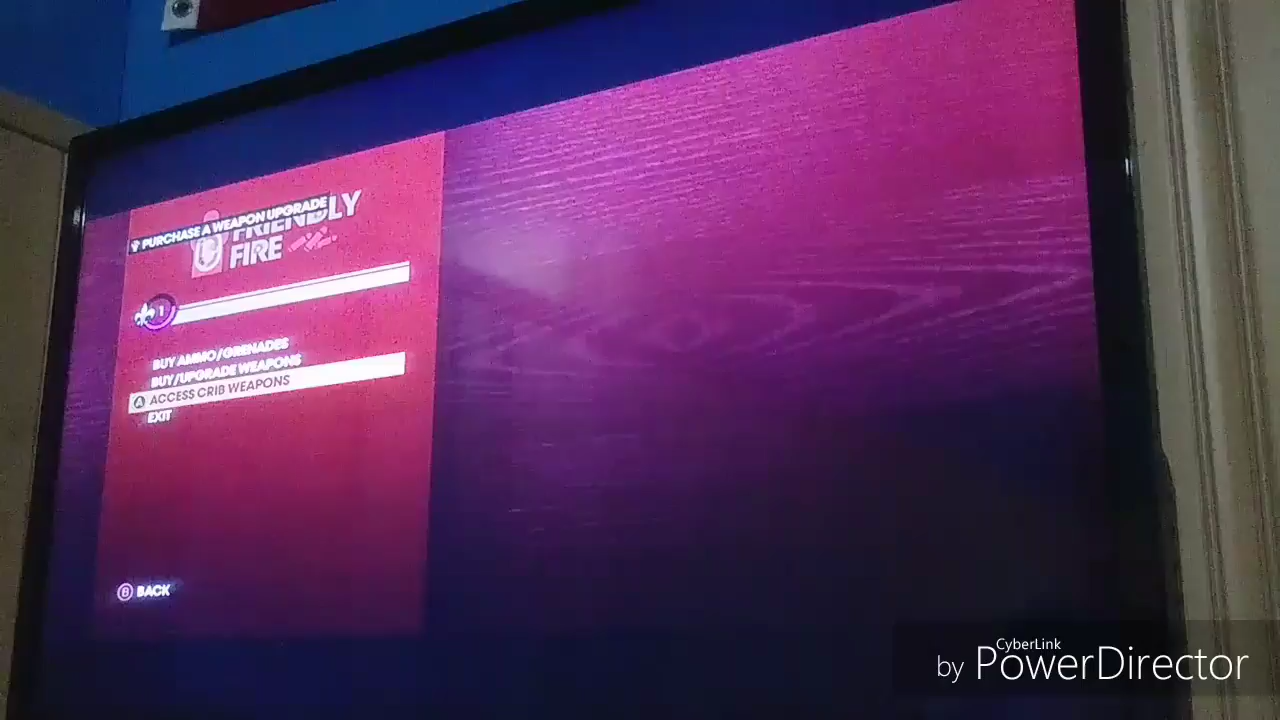 PURCHASE A WEAPON UPGRADE
FRIENDLY
FIRE
1
BUY AMMO/GRENADES
BUY/UPGRADE WEAPONS
A ACCESS CRIB WEAPONS
EXIT
B BACK
CyberLink
by PowerDirector